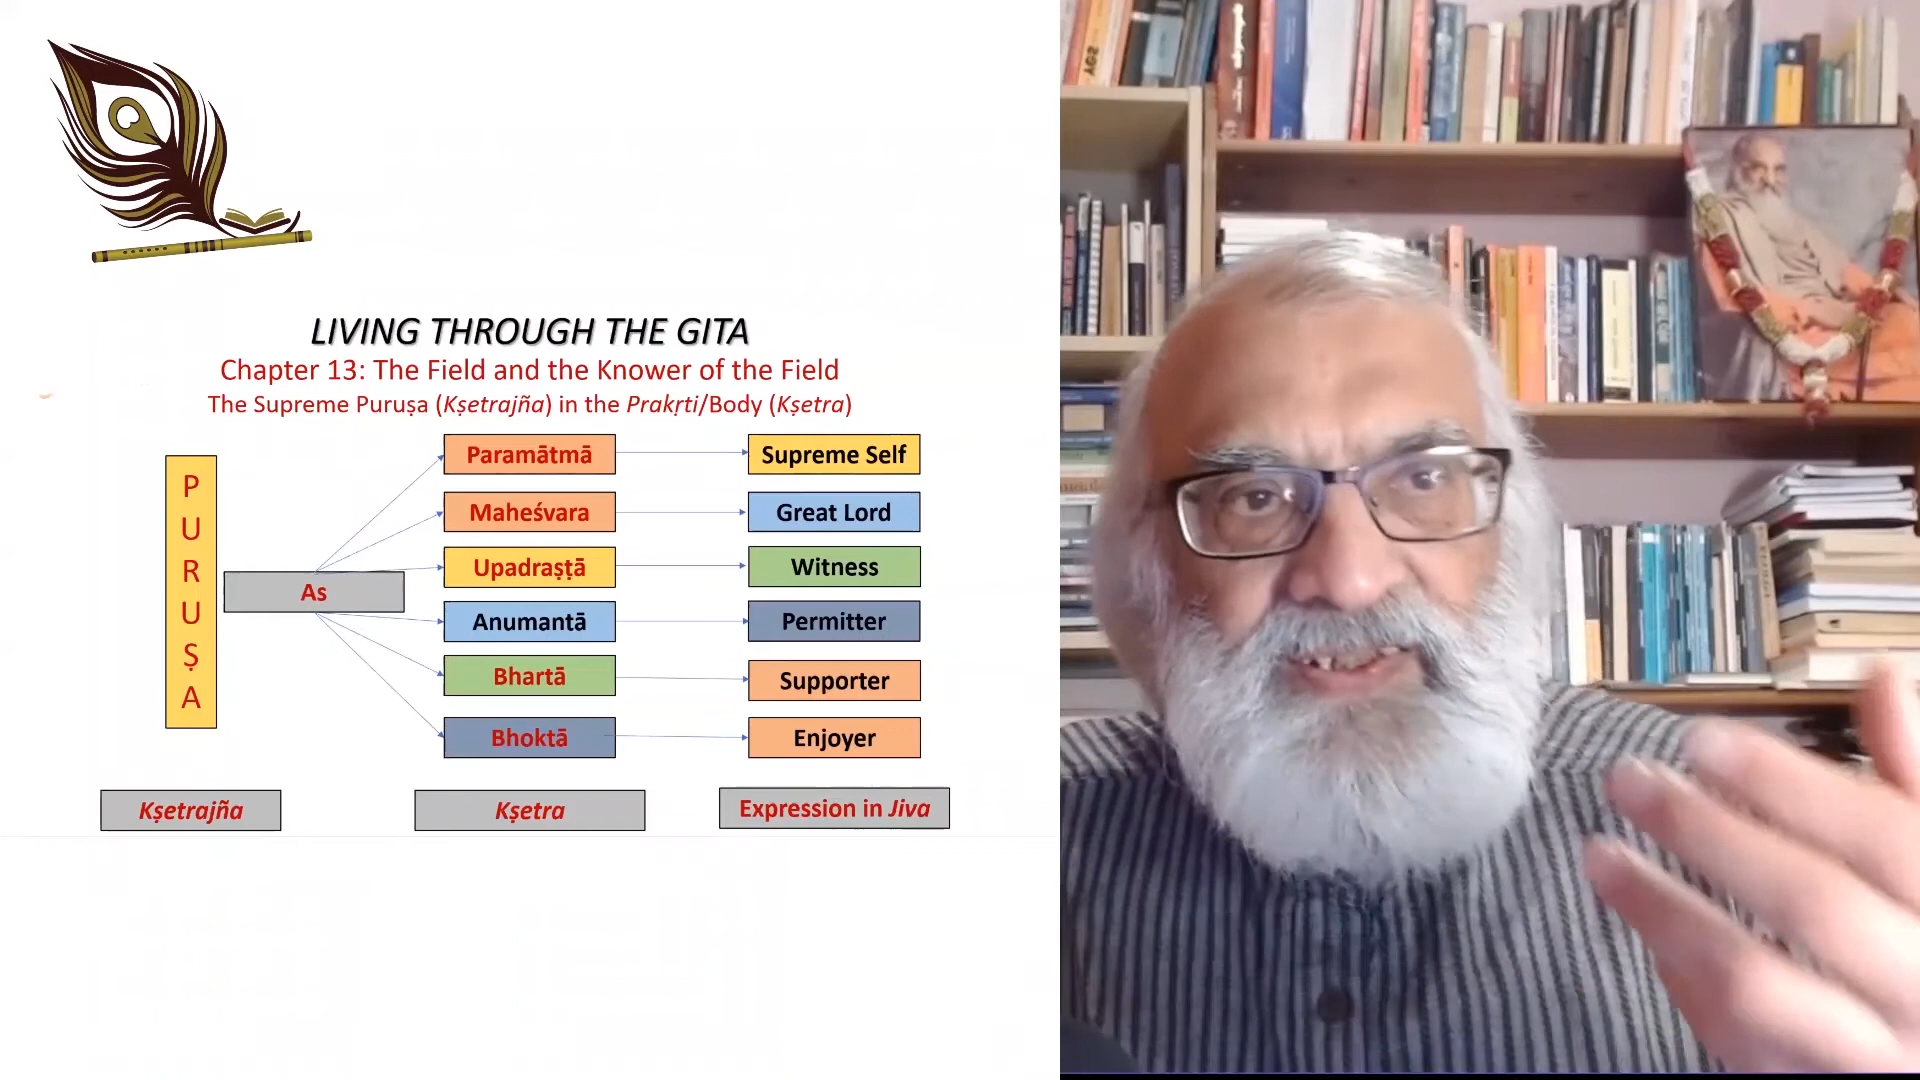 LIVING THROUGH THE GITA
Chapter 13: The Field and the Knower of the Field
The Supreme Puruṣa (Kṣetrajña) in the Prakṛti/Body (Kṣetra)
PURUṢA
As
Paramātmā
Supreme Self
Maheśvara
Great Lord
Upadraṣṭā
Witness
Anumantā
Permitter
Bhartā
Supporter
Bhoktā
Enjoyer
Kṣetrajña
Kṣetra
Expression in Jiva